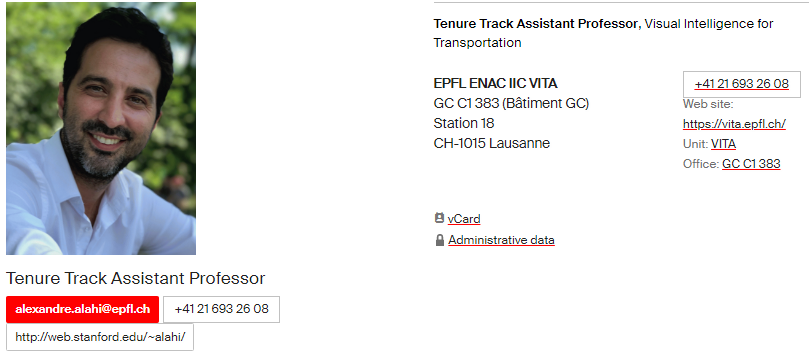 Tenure Track Assistant Professor, Visual Intelligence for
Transportation
EPFL ENAC IIC VITA
GC C1 383 (Bâtiment GC)
Station 18
CH-1015 Lausanne
+41 21 693 26 08
Web site:
https://vita.epfl.ch/
Unit: VITA
Office: GC C1 383
vCard
Administrative data
Tenure Track Assistant Professor
alexandre.alahi@epfl.ch
+41 21 693 26 08
http://web.stanford.edu/~alahi/